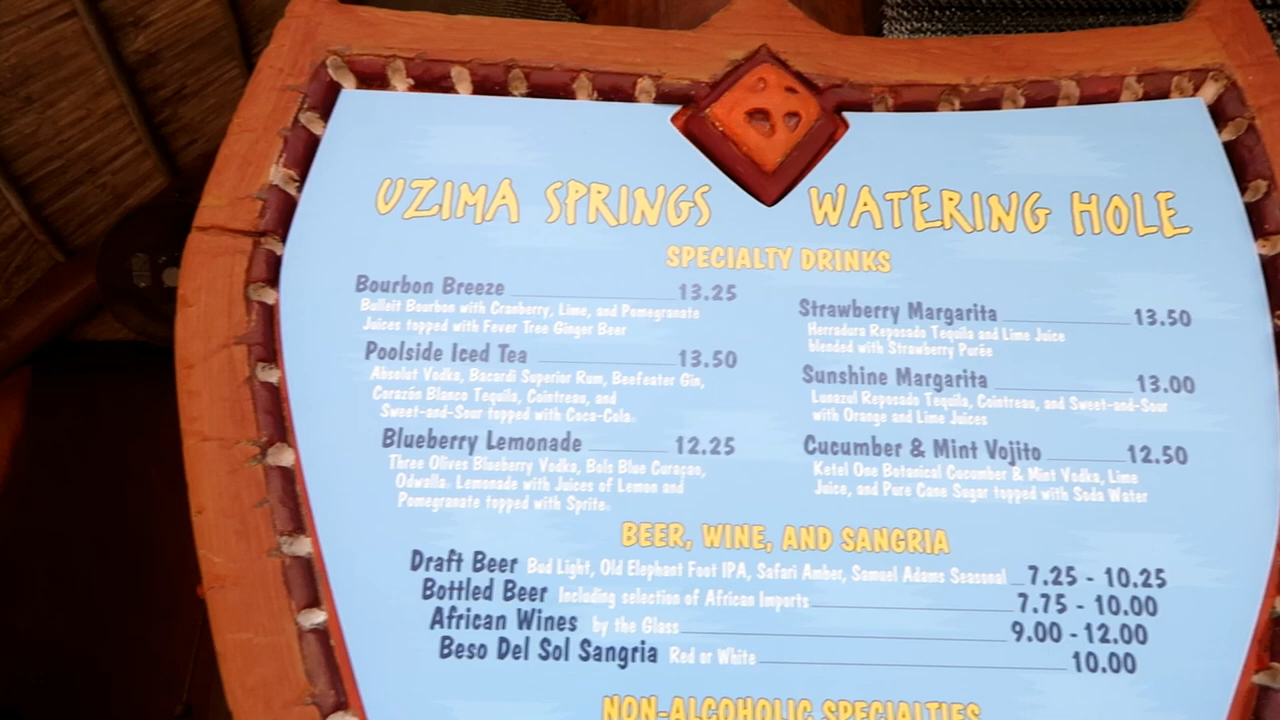 UZIMA SPRINGS WATERING HOLE
SPECIALTY DRINKS
Bourbon Breeze 13.25
Bulleit Bourbon with Cranberry, Lime, and Pomegranate
Juices topped with Fever Tree Ginger Beer
Poolside Iced Tea 13.50
Absolut Vodka, Bacardi Superior Rum, Beefeater Gin,
Corazón Blanco Tequila, Cointreau, and
Sweet-and-Sour topped with Coca-Cola®
Blueberry Lemonade 12.25
Three Olives Blueberry Vodka, Bols Blue Curaçao,
Odwalla® Lemonade with Juices of Lemon and
Pomegranate topped with Sprite®
Strawberry Margarita 13.50
Herradura Reposado Tequila and Lime Juice
blended with Strawberry Purée
Sunshine Margarita 13.00
Lunazul Reposado Tequila, Cointreau, and Sweet-and-Sour
with Orange and Lime Juices
Cucumber & Mint Vojito 12.50
Ketel One Botanical Cucumber & Mint Vodka, Lime
Juice, and Pure Cane Sugar topped with Soda Water
BEER, WINE, AND SANGRIA
Draft Beer Bud Light, Old Elephant Foot IPA, Safari Amber, Samuel Adams Seasonal 7.25 - 10.25
Bottled Beer Including selection of African Imports 7.75 - 10.00
African Wines by the Glass 9.00 - 12.00
Beso Del Sol Sangria Red or White 10.00
NON-ALCOHOLIC SPECIALTIES